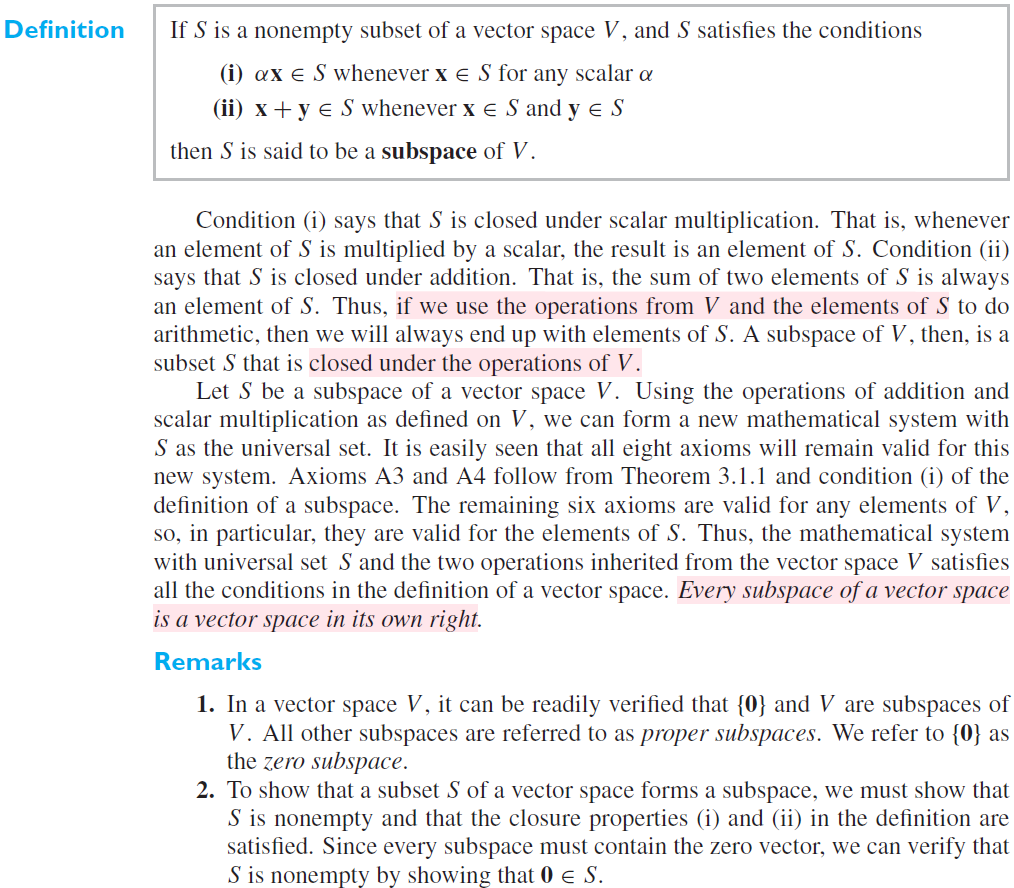 Definition
If S is a nonempty subset of a vector space V, and S satisfies the conditions
(i) αx ∈ S whenever x ∈ S for any scalar α
(ii) x + y ∈ S whenever x ∈ S and y ∈ S
then S is said to be a subspace of V.
Condition (i) says that S is closed under scalar multiplication. That is, whenever
an element of S is multiplied by a scalar, the result is an element of S. Condition (ii)
says that S is closed under addition. That is, the sum of two elements of S is always
an element of S. Thus, if we use the operations from V and the elements of S to do
arithmetic, then we will always end up with elements of S. A subspace of V, then, is a
subset S that is closed under the operations of V.
Let S be a subspace of a vector space V. Using the operations of addition and
scalar multiplication as defined on V, we can form a new mathematical system with
S as the universal set. It is easily seen that all eight axioms will remain valid for this
new system. Axioms A3 and A4 follow from Theorem 3.1.1 and condition (i) of the
definition of a subspace. The remaining six axioms are valid for any elements of V,
so, in particular, they are valid for the elements of S. Thus, the mathematical system
with universal set S and the two operations inherited from the vector space V satisfies
all the conditions in the definition of a vector space. Every subspace of a vector space
is a vector space in its own right.
Remarks
1. In a vector space V, it can be readily verified that {0} and V are subspaces of
V. All other subspaces are referred to as proper subspaces. We refer to {0} as
the zero subspace.
2. To show that a subset S of a vector space forms a subspace, we must show that
S is nonempty and that the closure properties (i) and (ii) in the definition are
satisfied. Since every subspace must contain the zero vector, we can verify that
S is nonempty by showing that 0 ∈ S.